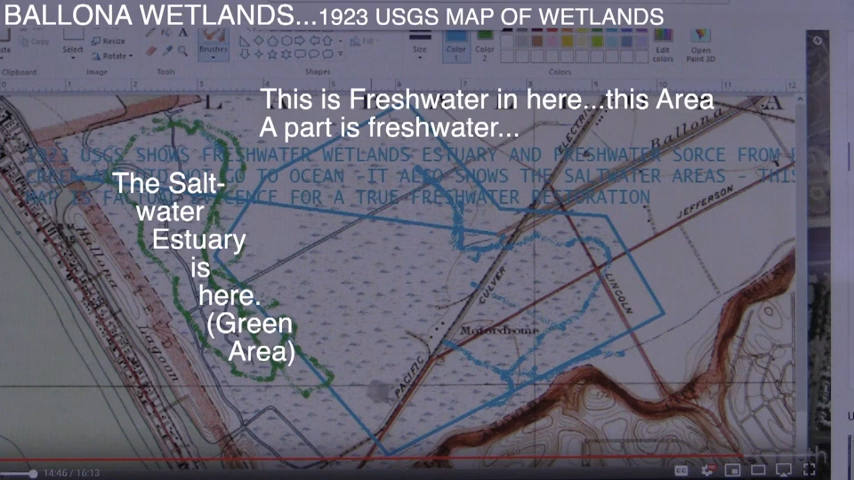 BALLONA WETLANDS...1923 USGS MAP OF WETLANDS
Copy
Select
Resize
Rotate
Brushes
Fill
Size
Color 1
Color 2
Edit colors
Open Paint 3D
Clipboard
Image
Tools
Shapes
Colors
This is Freshwater in here...this Area
A part is freshwater...
1923 USGS SHOWS FRESHWATER WETLANDS ESTUARY AND FRESHWATER SORCE FROM
TO OCEAN -IT ALSO SHOWS THE SALTWATER AREAS - THIS
MAP IS FACTUAL EVICENCE FOR A TRUE FRESHWATER RESTORATION
The Salt-
water
Estuary
is
here.
(Green
Area)
ELECTRIC
Ballona
JEFFERSON
CULVER
LINCOLN
Motordrome
PACIFIC
Ballona
Lagoon
14:46 / 16:13